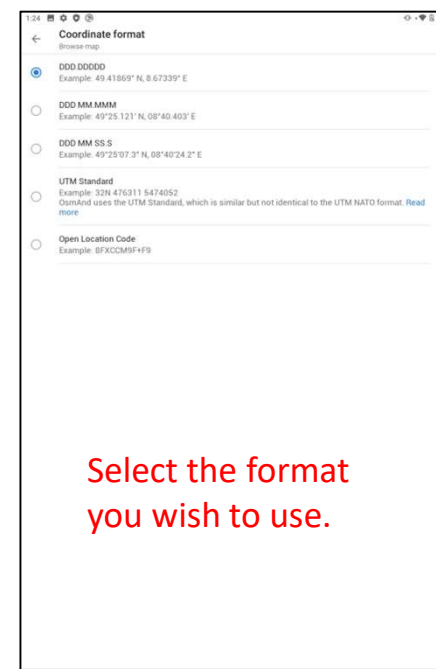 1:24
Coordinate format
Browse map
DDD.DDDDD
Example: 49.41869° N, 8.67339° E
DDD MM.MMM
Example: 49°25.121' N, 08°40.403' E
DDD MM SS.S
Example: 49°25'07.3" N, 08°40'24.2" E
UTM Standard
Example: 32N 476311 5474052
OsmAnd uses the UTM Standard, which is similar but not identical to the UTM NATO format. Read
more
Open Location Code
Example: 8FXCCM9F+F9
Select the format
you wish to use.